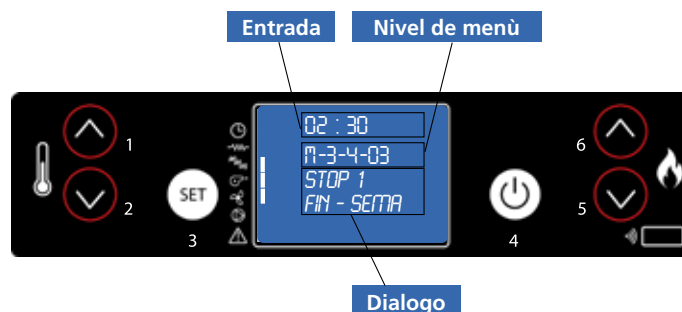 Entrada
Nivel de menù
02 : 30
1
M-3-4-03
6
STOP 1
2
SET
FIN - SEMA
5
3
4
Dialogo